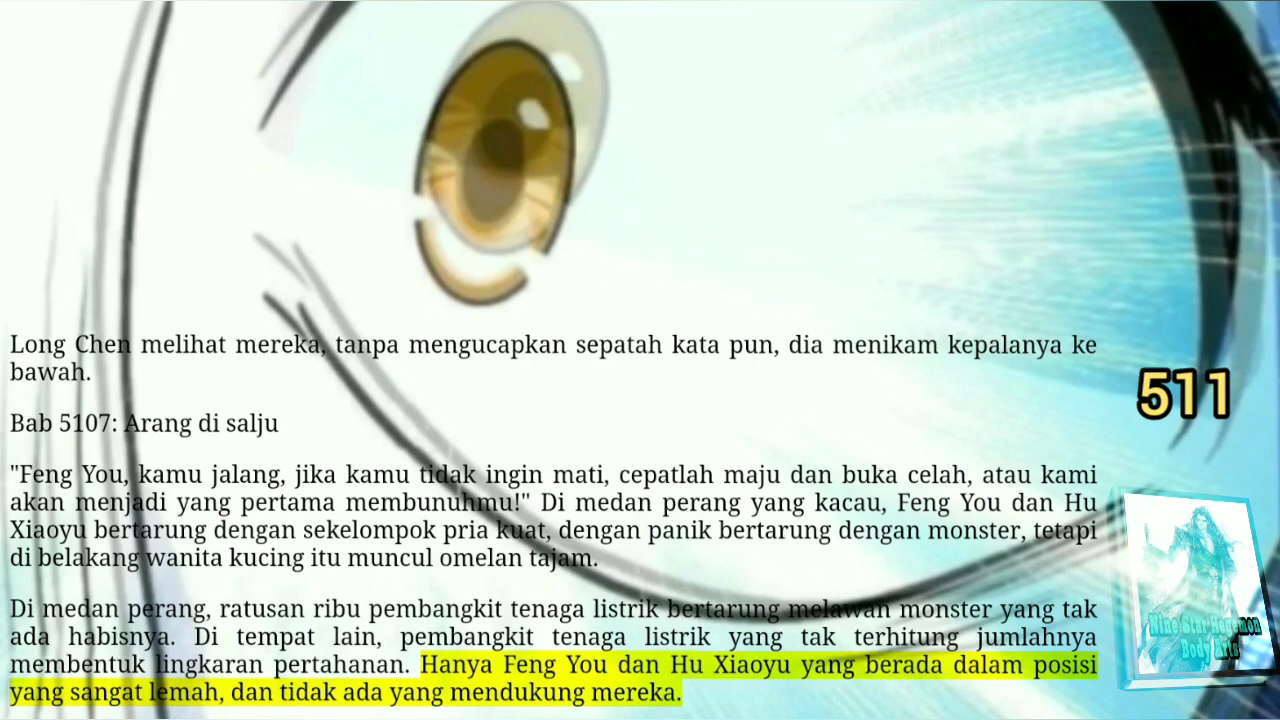 Long Chen melihat mereka, tanpa mengucapkan sepatah kata pun, dia menikam kepalanya ke
bawah.
Bab 5107: Arang di salju
"Feng You, kamu jalang, jika kamu tidak ingin mati, cepatlah maju dan buka celah, atau kami
akan menjadi yang pertama membunuhmu!" Di medan perang yang kacau, Feng You dan Hu
Xiaoyu bertarung dengan sekelompok pria kuat, dengan panik bertarung dengan monster, tetapi
di belakang wanita kucing itu muncul omelan tajam.
Di medan perang, ratusan ribu pembangkit tenaga listrik bertarung melawan monster yang tak
ada habisnya. Di tempat lain, pembangkit tenaga listrik yang tak terhitung jumlahnya
membentuk lingkaran pertahanan. Hanya Feng You dan Hu Xiaoyu yang berada dalam posisi
yang sangat lemah, dan tidak ada yang mendukung mereka.
511
Nine Star Hegemon
Body Arts